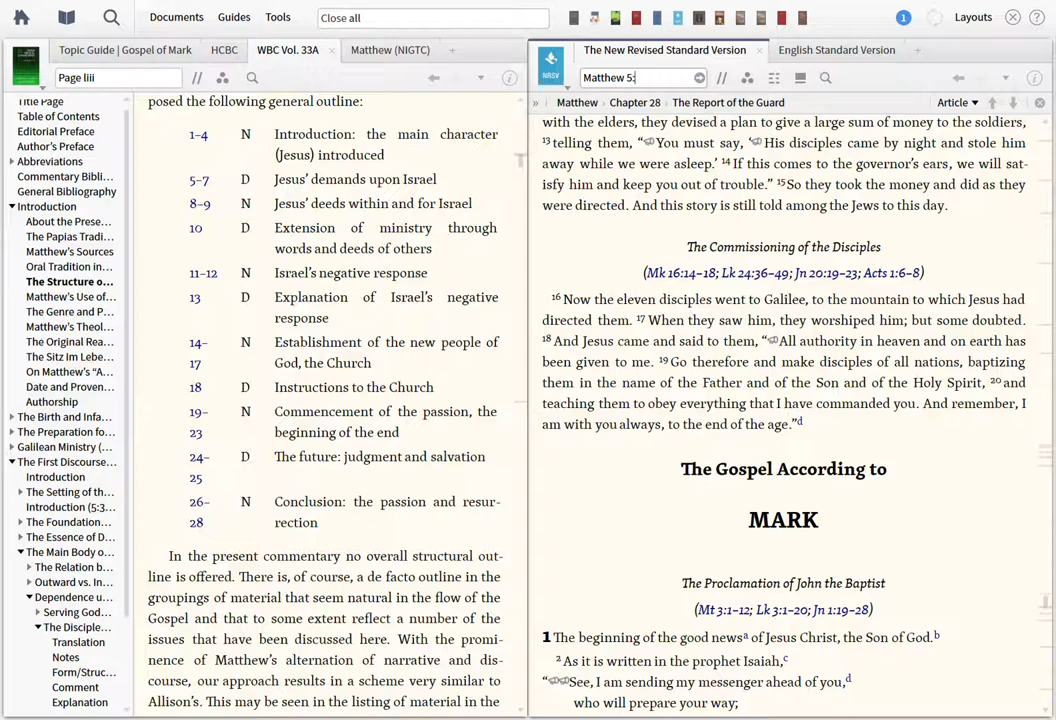 Documents Guides Tools Close all 1 Layouts
Topic Guide | Gospel of Mark HCBC WBC Vol. 33A × Matthew (NIGTC) +
Page liii //
Title Page
Table of Contents
Editorial Preface
Author's Preface
Abbreviations
Commentary Bibli...
General Bibliography
Introduction
About the Prese...
The Papias Tradi...
Matthew's Sources
Oral Tradition in...
The Structure o...
Matthew's Use of...
The Genre and P...
Matthew's Theol...
The Original Rea...
The Sitz im Lebe...
On Matthew's “A...
Date and Proven...
Authorship
The Birth and Infa...
The Preparation fo...
Galilean Ministry (...
The First Discourse...
Introduction
The Setting of th...
Introduction (5:3...
The Foundation...
The Essence of D...
The Main Body o...
The Relation b...
Outward vs. In...
Dependence u...
Serving God...
The Disciple...
Translation
Notes
Form/Struc...
Comment
Explanation
posed the following general outline:
1–4 N Introduction: the main character
(Jesus) introduced
5–7 D Jesus' demands upon Israel
8–9 N Jesus' deeds within and for Israel
10 D Extension of ministry through
words and deeds of others
11–12 N Israel's negative response
13 D Explanation of Israel's negative
response
14– N Establishment of the new people of
17 God, the Church
18 D Instructions to the Church
19– N Commencement of the passion, the
23 beginning of the end
24– D The future: judgment and salvation
25
26– N Conclusion: the passion and resur-
28 rection
In the present commentary no overall structural out-
line is offered. There is, of course, a de facto outline in the
groupings of material that seem natural in the flow of the
Gospel and that to some extent reflect a number of the
issues that have been discussed here. With the promi-
nence of Matthew's alternation of narrative and dis-
course, our approach results in a scheme very similar to
Allison's. This may be seen in the listing of material in the
NRSV
The New Revised Standard Version × English Standard Version +
Matthew 5: //
» Matthew › Chapter 28 › The Report of the Guard Article
with the elders, they devised a plan to give a large sum of money to the soldiers,
13 telling them, “You must say, ‘His disciples came by night and stole him
away while we were asleep.’ 14 If this comes to the governor's ears, we will sat-
isfy him and keep you out of trouble.” 15 So they took the money and did as they
were directed. And this story is still told among the Jews to this day.
The Commissioning of the Disciples
(Mk 16:14–18; Lk 24:36–49; Jn 20:19–23; Acts 1:6–8)
16 Now the eleven disciples went to Galilee, to the mountain to which Jesus had
directed them. 17 When they saw him, they worshiped him; but some doubted.
18 And Jesus came and said to them, “All authority in heaven and on earth has
been given to me. 19 Go therefore and make disciples of all nations, baptizing
them in the name of the Father and of the Son and of the Holy Spirit, 20 and
teaching them to obey everything that I have commanded you. And remember, I
am with you always, to the end of the age.”d
The Gospel According to
MARK
The Proclamation of John the Baptist
(Mt 3:1–12; Lk 3:1–20; Jn 1:19–28)
1 The beginning of the good newsa of Jesus Christ, the Son of God.b
2 As it is written in the prophet Isaiah,c
“See, I am sending my messenger ahead of you,d
who will prepare your way;